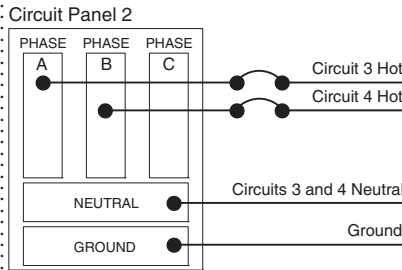 Circuit Panel 2
PHASE PHASE PHASE
A B C
Circuit 3 Hot
Circuit 4 Hot
Circuits 3 and 4 Neutral
NEUTRAL
Ground
GROUND